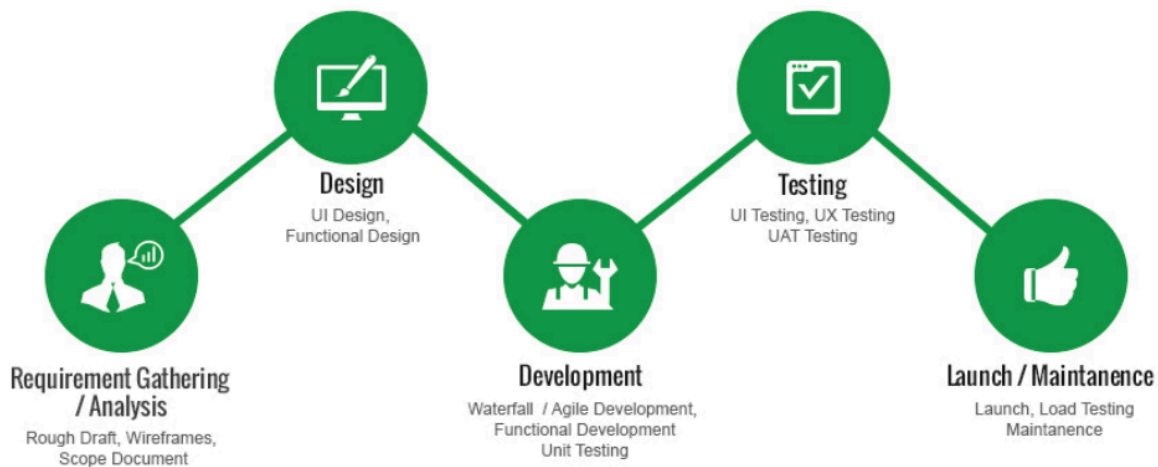 Design
UI Design,
Functional Design
Testing
UI Testing, UX Testing
UAT Testing
Requirement Gathering
/ Analysis
Rough Draft, Wireframes,
Scope Document
Development
Waterfall / Agile Development,
Functional Development
Unit Testing
Launch / Maintanence
Launch, Load Testing
Maintanence